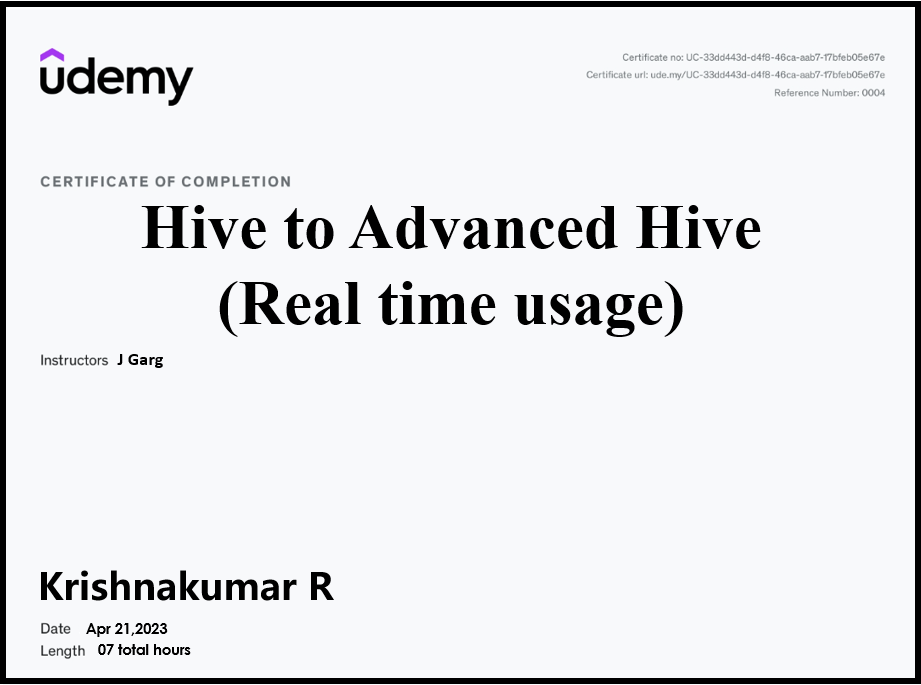 udemy
Certificate no: UC-33dd443d-d4f8-46ca-aab7-17bfeb05e67e
Certificate url: ude.my/UC-33dd443d-d4f8-46ca-aab7-17bfeb05e67e
Reference Number: 0004
CERTIFICATE OF COMPLETION
Hive to Advanced Hive
(Real time usage)
Instructors J Garg
Krishnakumar R
Date Apr 21,2023
Length 07 total hours